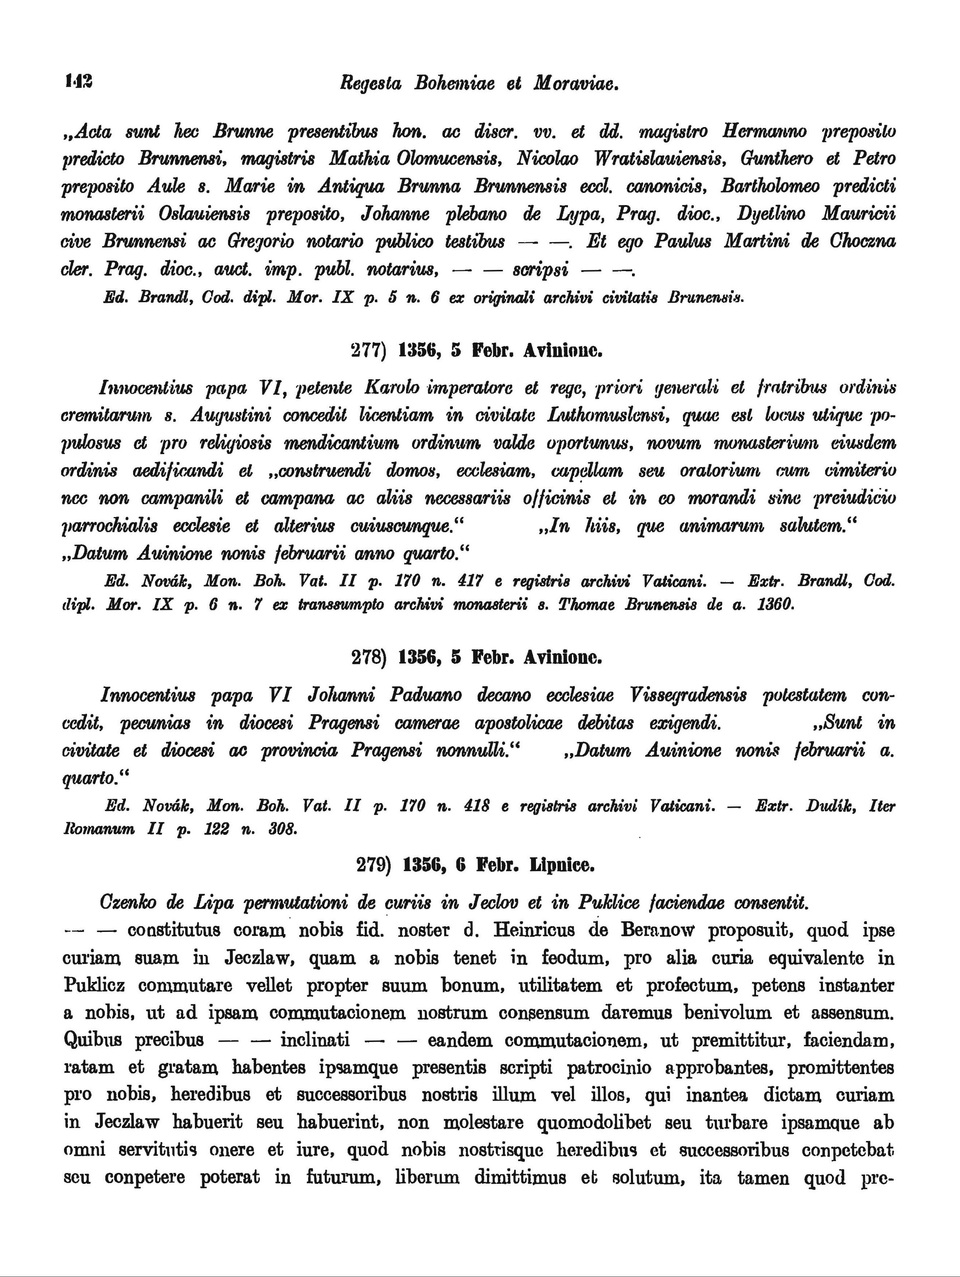 142
Regesta Bohemiae et Moraviae.
„Acta sunt hec Brunne presentibus hon. ac discr. vv. et dd. magistro Hermanno preposito
predicto Brunnensi, magistris Mathia Olomucensis, Nicolao Wratislauiensis, Gunthero et Petro
preposito Aule s. Marie in Antiqua Brunna Brunnensis eccl. canonicis, Bartholomeo predicti
monasterii Oslauiensis preposito, Johanne plebano de Lypa, Prag. dioc., Dyetlino Mauricii
cive Brunnensi ac Gregorio notario publico testibus — —. Et ego Paulus Martini de Choczna
cler. Prag. dioc., auct. imp. publ. notarius, — — scripsi — —.
Ed. Brandl, Cod. dipl. Mor. IX p. 5 n. 6 ex originali archivi civitatis Brunensis.
277) 1356, 5 Febr. Avinione.
Innocentius papa VI, petente Karolo imperatore et rege, priori generali et fratribus ordinis
eremitarum s. Augustini concedit licentiam in civitate Luthomuslensi, quae est locus utique po-
pulosus et pro religiosis mendicantium ordinum valde oportunus, novum monasterium eiusdem
ordinis aedificandi et „construendi domos, ecclesiam, capellam seu oratorium cum cimiterio
nec non campanili et campana ac aliis necessariis officinis et in eo morandi sine preiudicio
parrochialis ecclesie et alterius cuiuscunque.“ „In hiis, que animarum salutem.“
„Datum Auinione nonis februarii anno quarto.“
Ed. Novák, Mon. Boh. Vat. II p. 170 n. 417 e registris archivi Vaticani. — Extr. Brandl, Cod.
dipl. Mor. IX p. 6 n. 7 ex transsumpto archivi monasterii s. Thomae Brunensis de a. 1360.
278) 1356, 5 Febr. Avinione.
Innocentius papa VI Johanni Paduano decano ecclesiae Vissegradensis potestatem con-
cedit, pecunias in diocesi Pragensi camerae apostolicae debitas exigendi. „Sunt in
civitate et diocesi ac provincia Pragensi nonnulli.“ „Datum Auinione nonis februarii a.
quarto.“
Ed. Novák, Mon. Boh. Vat. II p. 170 n. 418 e registris archivi Vaticani. — Extr. Dudík, Iter
Romanum II p. 122 n. 308.
279) 1356, 6 Febr. Lipnice.
Czenko de Lipa permutationi de curiis in Jeclov et in Puklice faciendae consentit.
— — constitutus coram nobis fid. noster d. Heinricus de Beranow proposuit, quod ipse
curiam suam in Jeczlaw, quam a nobis tenet in feodum, pro alia curia equivalente in
Puklicz commutare vellet propter suum bonum, utilitatem et profectum, petens instanter
a nobis, ut ad ipsam commutacionem nostrum consensum daremus benivolum et assensum.
Quibus precibus — — inclinati — — eandem commutacionem, ut premittitur, faciendam,
ratam et gratam habentes ipsamque presentis scripti patrocinio approbantes, promittentes
pro nobis, heredibus et successoribus nostris illum vel illos, qui inantea dictam curiam
in Jeczlaw habuerit seu habuerint, non molestare quomodolibet seu turbare ipsamque ab
omni servitutis onere et iure, quod nobis nostrisque heredibus et successoribus conpetebat
seu conpetere poterat in futurum, liberum dimittimus et solutum, ita tamen quod pre-